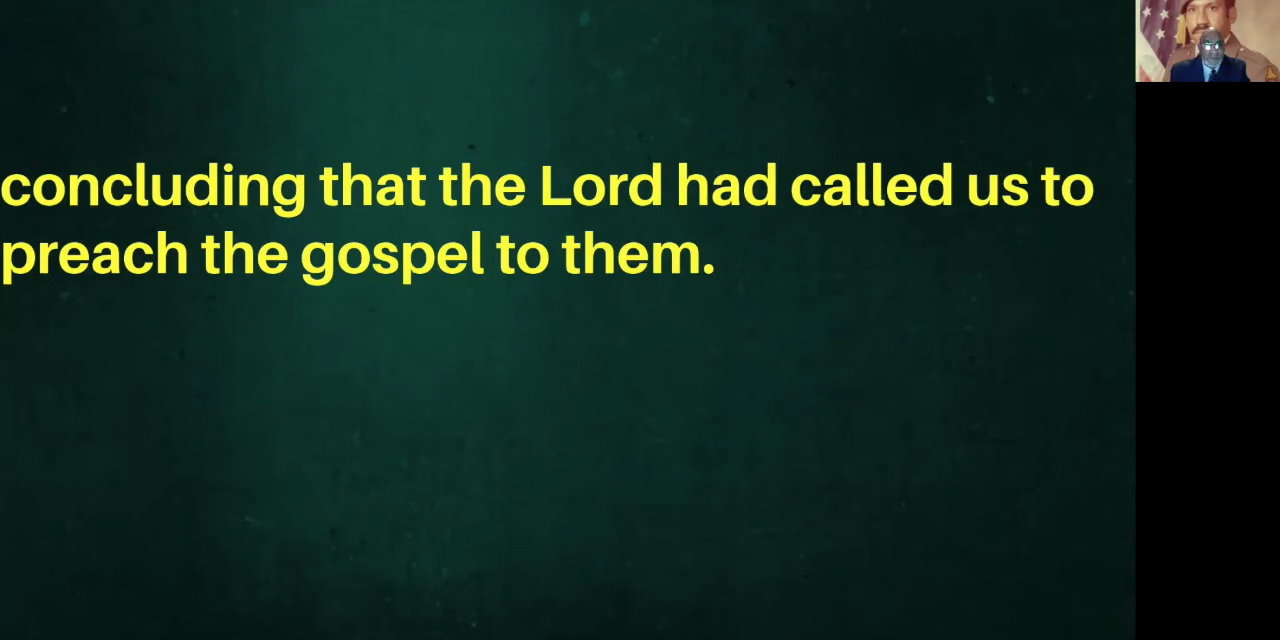 concluding that the Lord had called us to
preach the gospel to them.